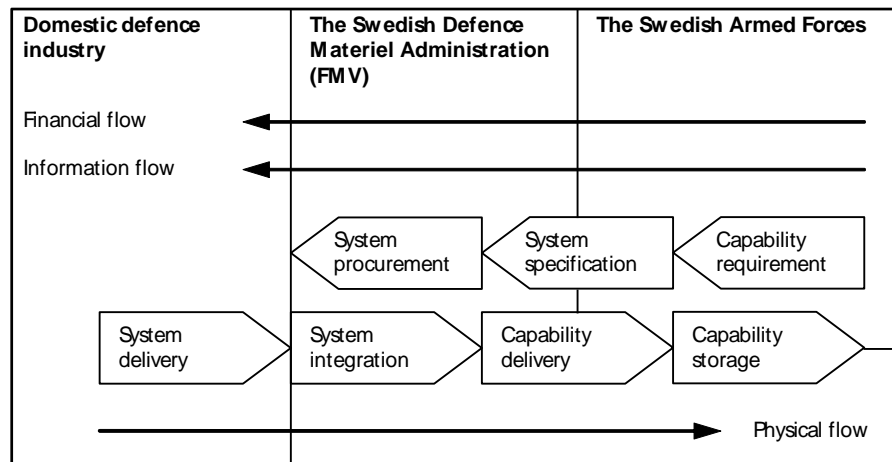 Domestic defence
industry
The Swedish Defence
Materiel Administration
(FMV)
The Swedish Armed Forces
Financial flow
Information flow
System
procurement
System
specification
Capability
requirement
System
delivery
System
integration
Capability
delivery
Capability
storage
Physical flow